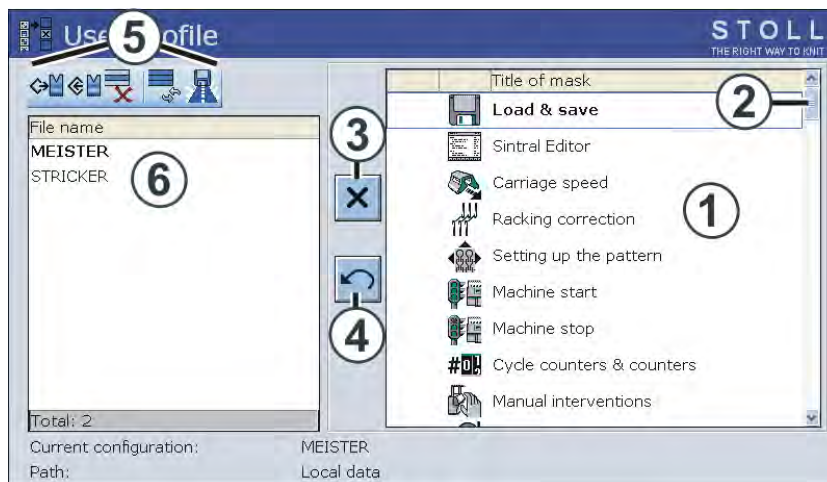 Use ofile
5
STOLL
THE RIGHT WAY TO KNIT
File name
MEISTER
STRICKER
6
Total: 2
3
4
Title of mask
2
Load & save
Sintral Editor
Carriage speed
Racking correction
1
Setting up the pattern
Machine start
Machine stop
Cycle counters & counters
Manual interventions
Current configuration: MEISTER
Path: Local data